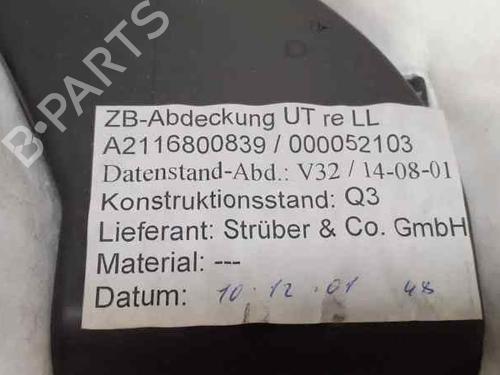 ZB-Abdeckung UT re LL
A2116800839 / 000052103
Datenstand-Abd.: V32 / 14-08-01
Konstruktionsstand: Q3
Lieferant: Strüber & Co. GmbH
Material: ---
Datum: 10.12.01 48
B-PARTS